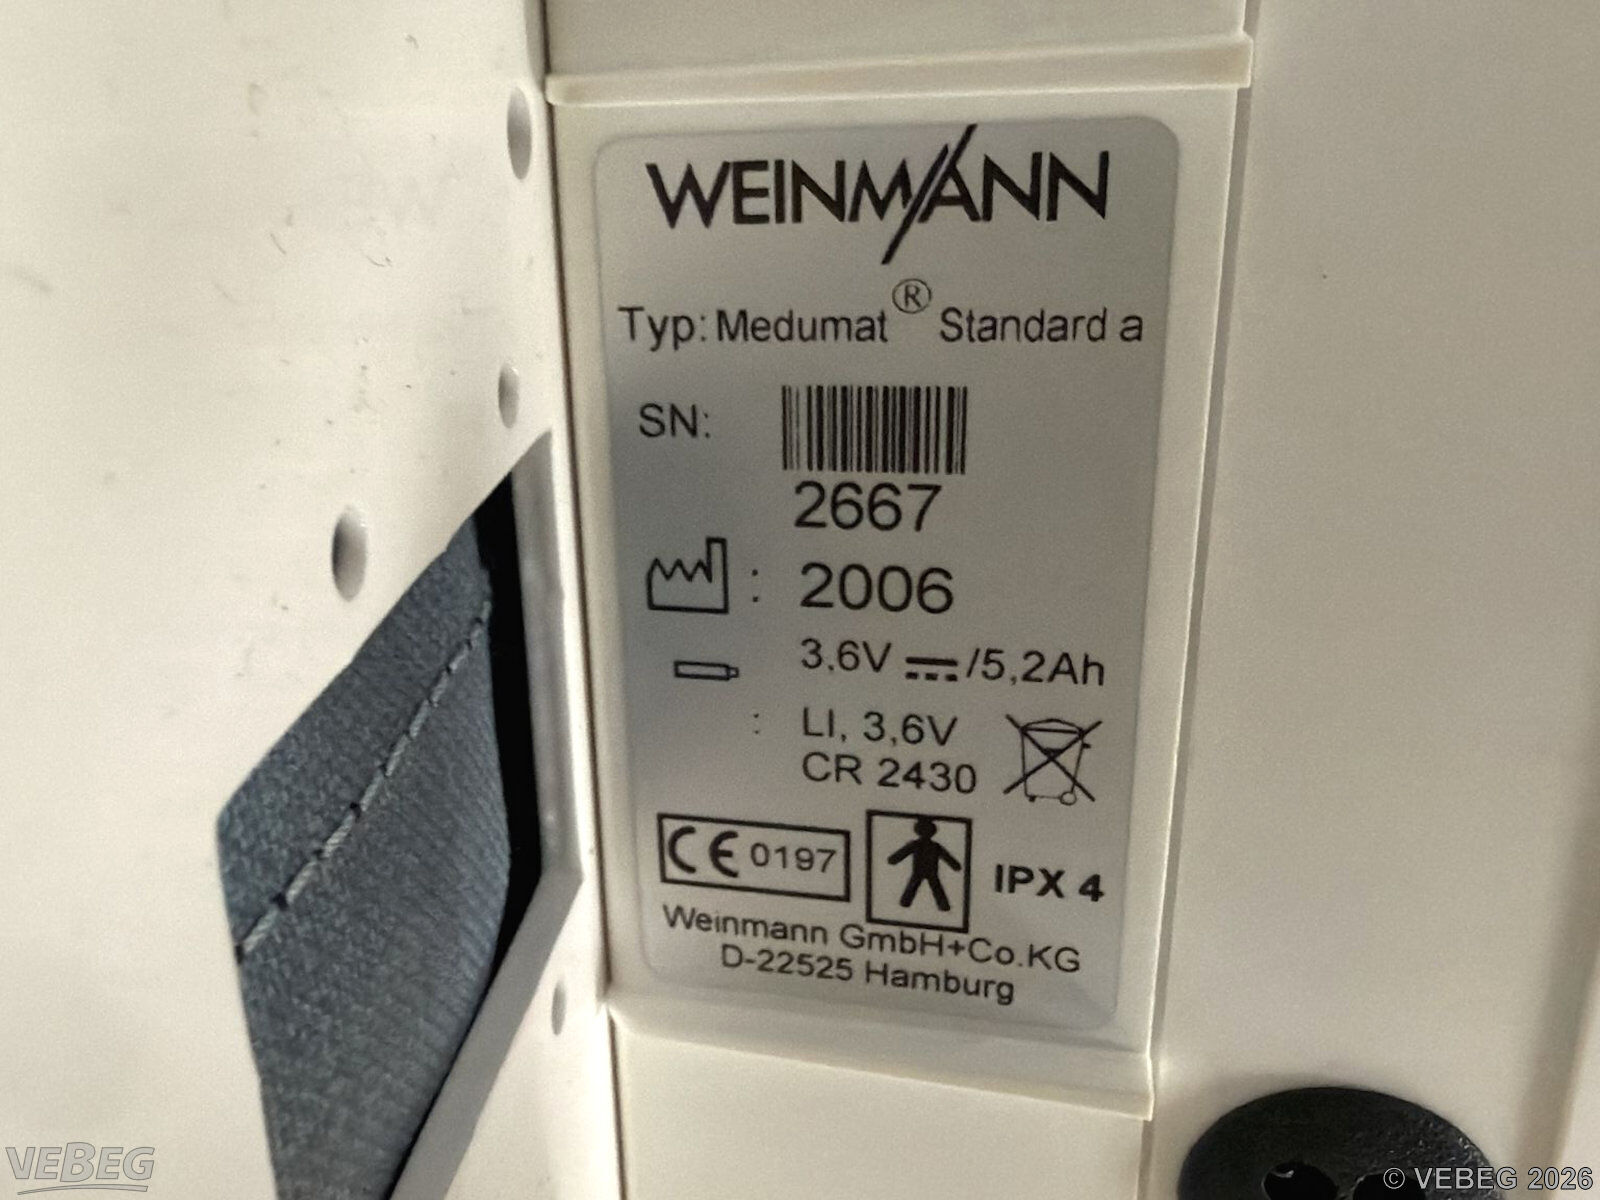 WEINMANN
Typ: Medumat® Standard a
SN:
2667
: 2006
3,6V /5,2Ah
: LI, 3,6V
CR 2430
CE 0197
IPX 4
Weinmann GmbH+Co.KG
D-22525 Hamburg
VEBEG
© VEBEG 2026